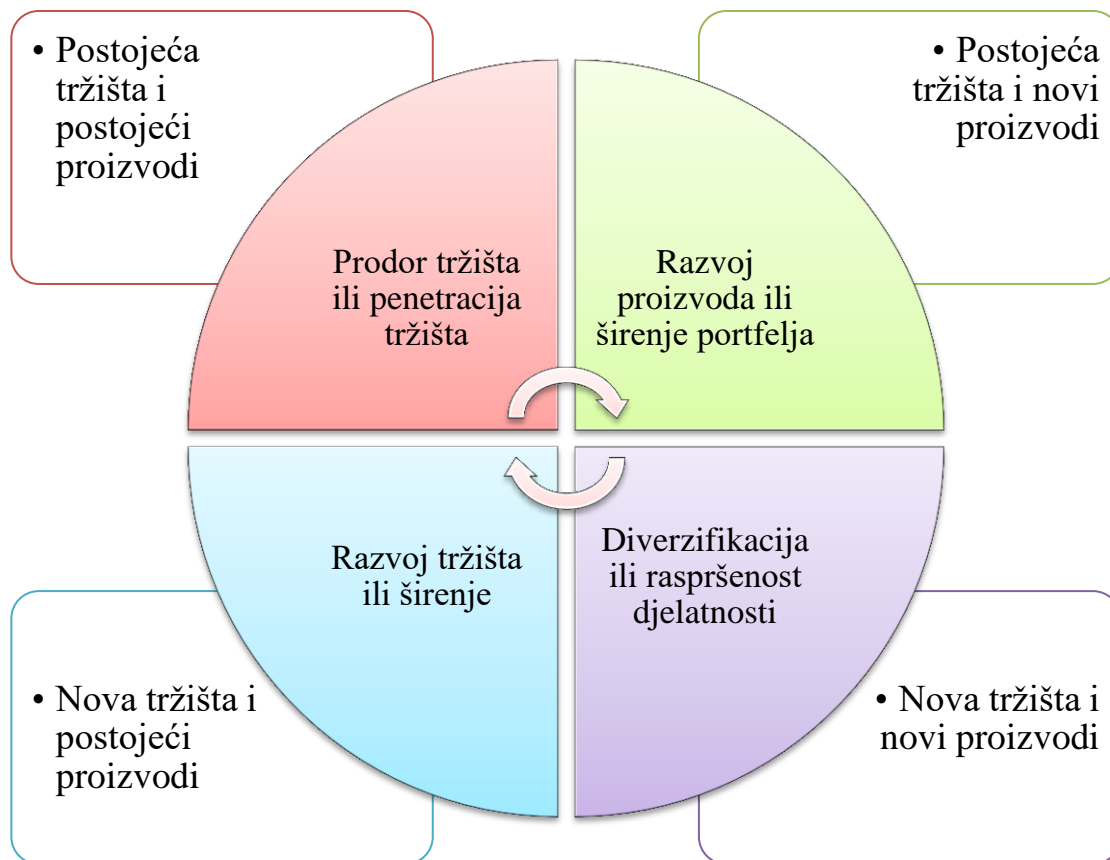 • Postojeća
tržišta i
postojeći
proizvodi
• Postojeća
tržišta i novi
proizvodi
Prodor tržišta
ili penetracija
tržišta
Razvoj
proizvoda ili
širenje portfelja
Razvoj tržišta
ili širenje
Diverzifikacija
ili raspršenost
djelatnosti
• Nova tržišta i
postojeći
proizvodi
• Nova tržišta i
novi proizvodi